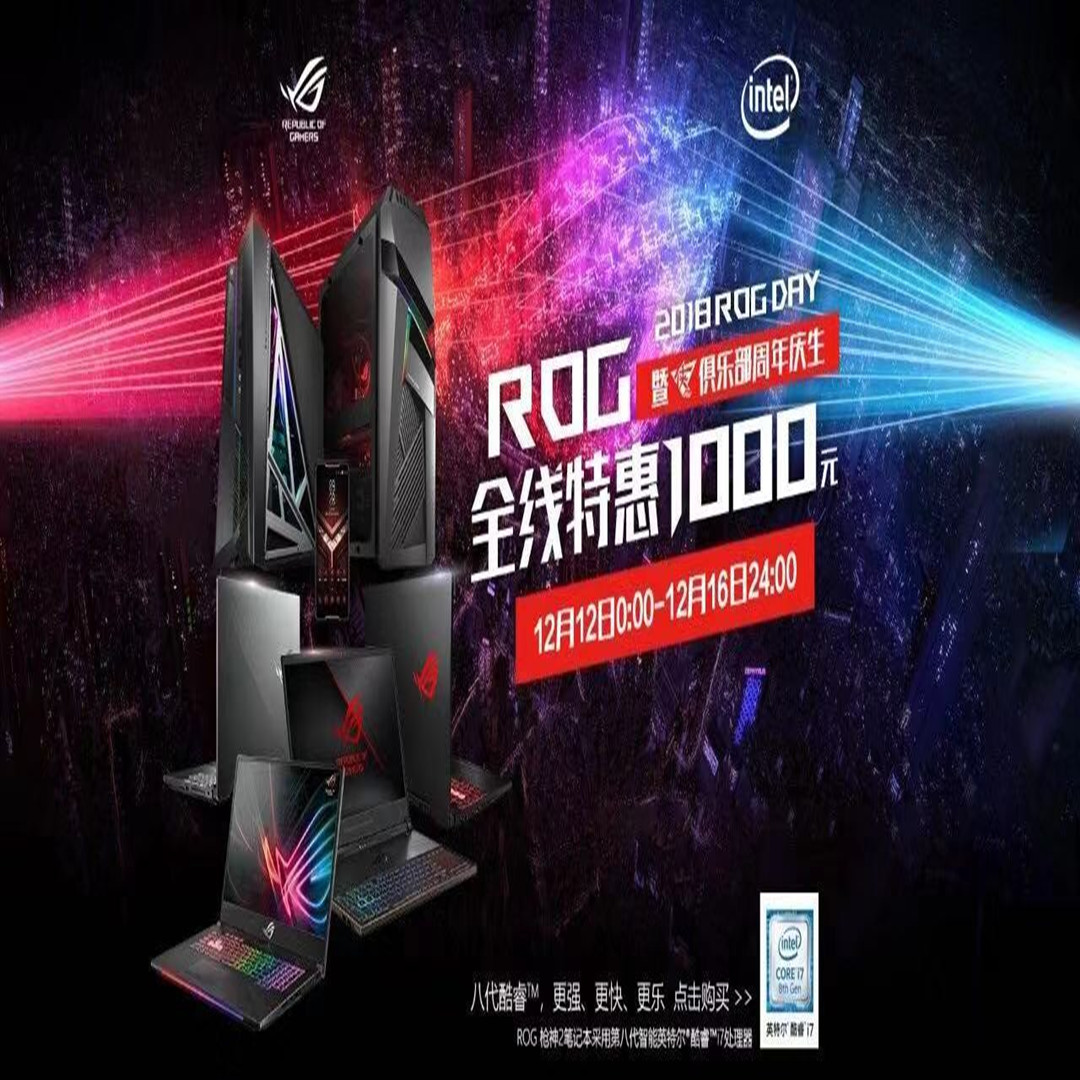 REPUBLIC OF
GAMERS
intel
2018 ROG DAY
ROG
暨 俱乐部周年庆生
全线特惠1000元
12月12日0:00-12月16日24:00
REPUBLIC OF
GAMERS
intel
CORE i7
8th Gen
英特尔® 酷睿™ i7
八代酷睿™，更强、更快、更乐 点击购买>>
ROG 枪神2笔记本采用第八代智能英特尔®酷睿™i7处理器